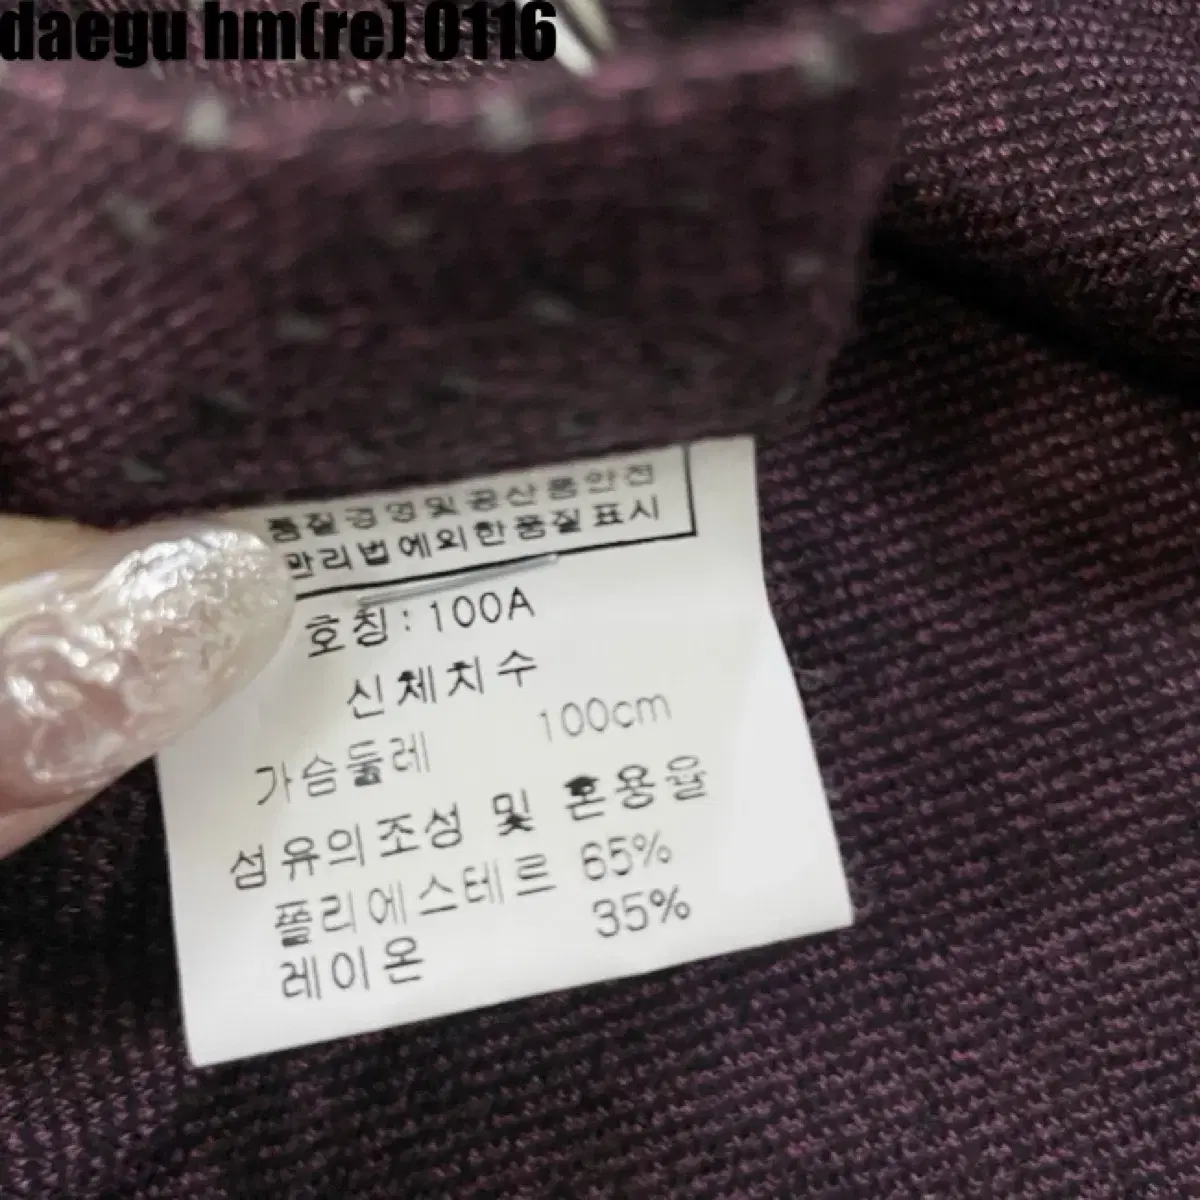 daegu hm(re) 0116
품질경영및공산품안전
관리법에의한품질표시
호칭:100A
신체치수
가슴둘레 100cm
섬유의조성 및 혼용율
폴리에스테르 65%
레이온 35%